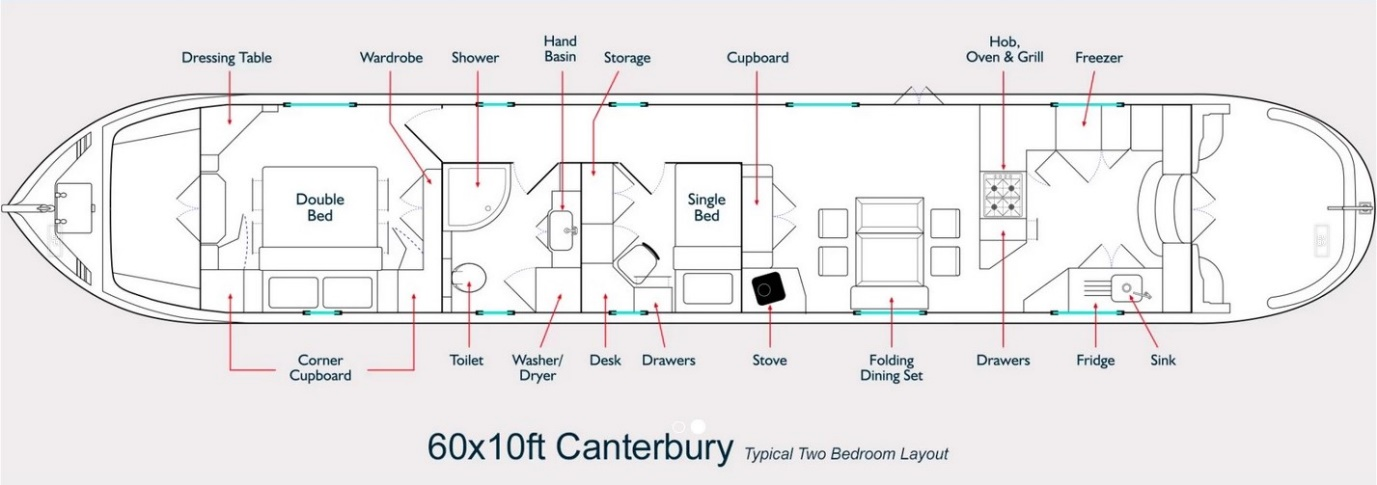 Dressing Table
Wardrobe
Shower
Hand
Basin
Storage
Cupboard
Hob,
Oven & Grill
Freezer
Double
Bed
Single
Bed
Corner
Cupboard
Toilet
Washer/
Dryer
Desk
Drawers
Stove
Folding
Dining Set
Drawers
Fridge
Sink
60x10ft Canterbury Typical Two Bedroom Layout